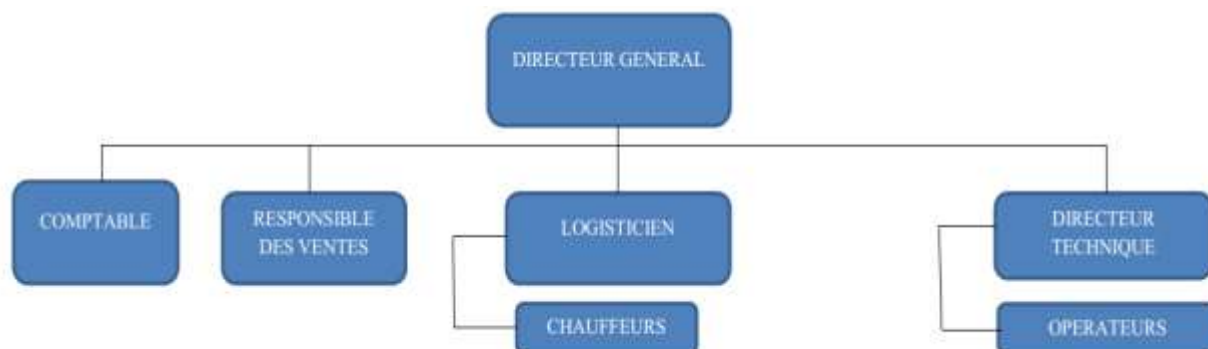 DIRECTEUR GENERAL
COMPTABLE
RESPONSIBLE
DES VENTES
LOGISTICIEN
DIRECTEUR
TECHNIQUE
CHAUFFEURS
OPERATEURS